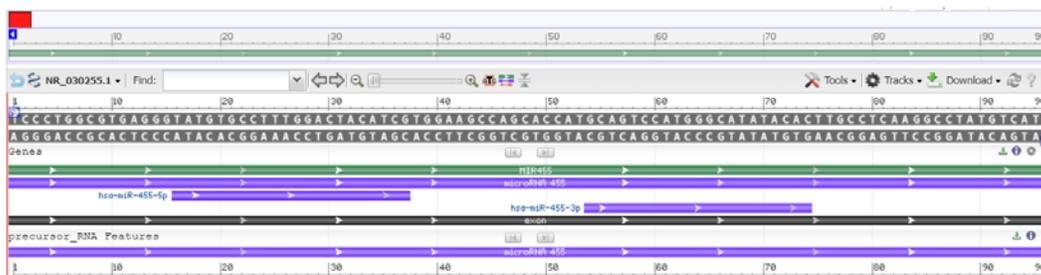 10 20 30 40 50 60 70 80 90
NR_030255.1 Find: Tools Tracks Download ?
1 10 20 30 40 50 60 70 80 90
TCCCTGGCGTGAGGGTATGTGCCTTTGGACTACATCGTGGAAGCCAGCACCATGCAGTCCATGGGCATATACACTTGCCTCAAGGCCTATGTCAT
AGGGACCGCACTCCCATACACGGAAACCTGATGTAGCACCTTCGGTCGTGGTACGTCAGGTACCCGTATATGTGAACGGAGTTCCGGATACAGTA
Genes
MIR455
microRNA 455
hsa-miR-455-5p
hsa-miR-455-3p
exon
precursor_RNA Features
microRNA 455
1 10 20 30 40 50 60 70 80 90